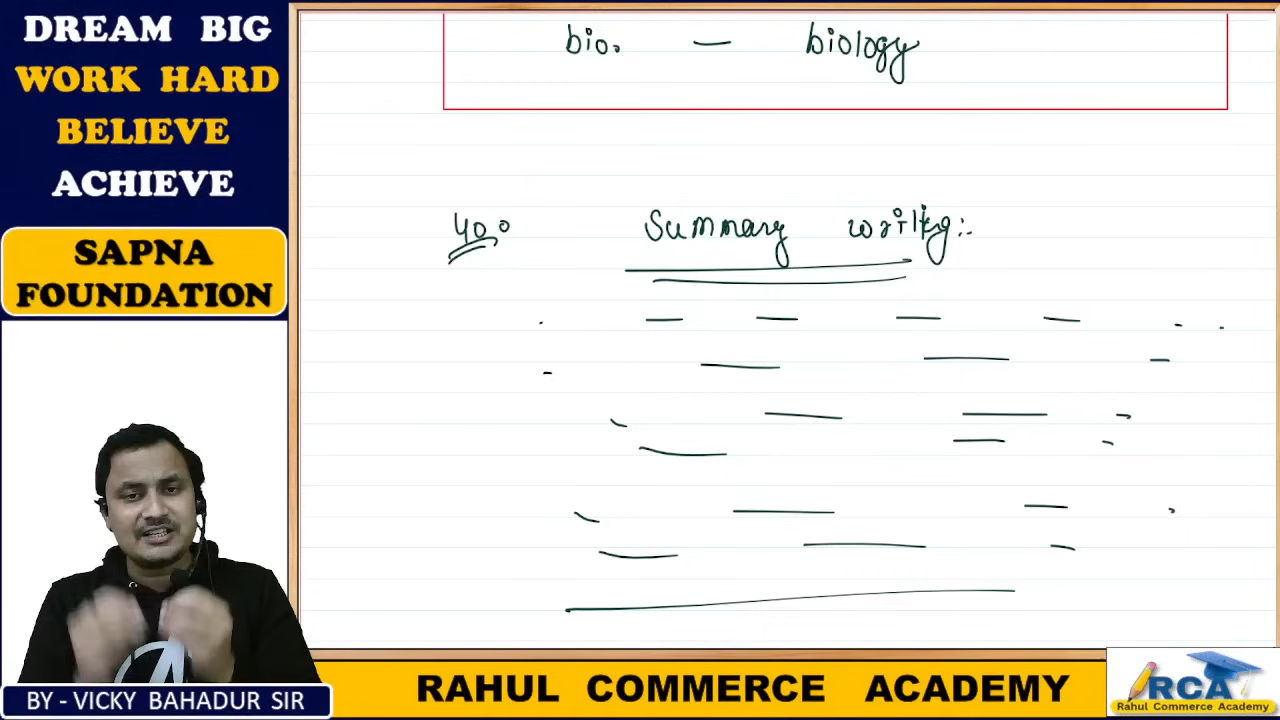 DREAM BIG
WORK HARD
BELIEVE
ACHIEVE
SAPNA
FOUNDATION
bio. - biology
40.
Summary writing:-
BY - VICKY BAHADUR SIR
RAHUL COMMERCE ACADEMY
RCA
Rahul Commerce Academy